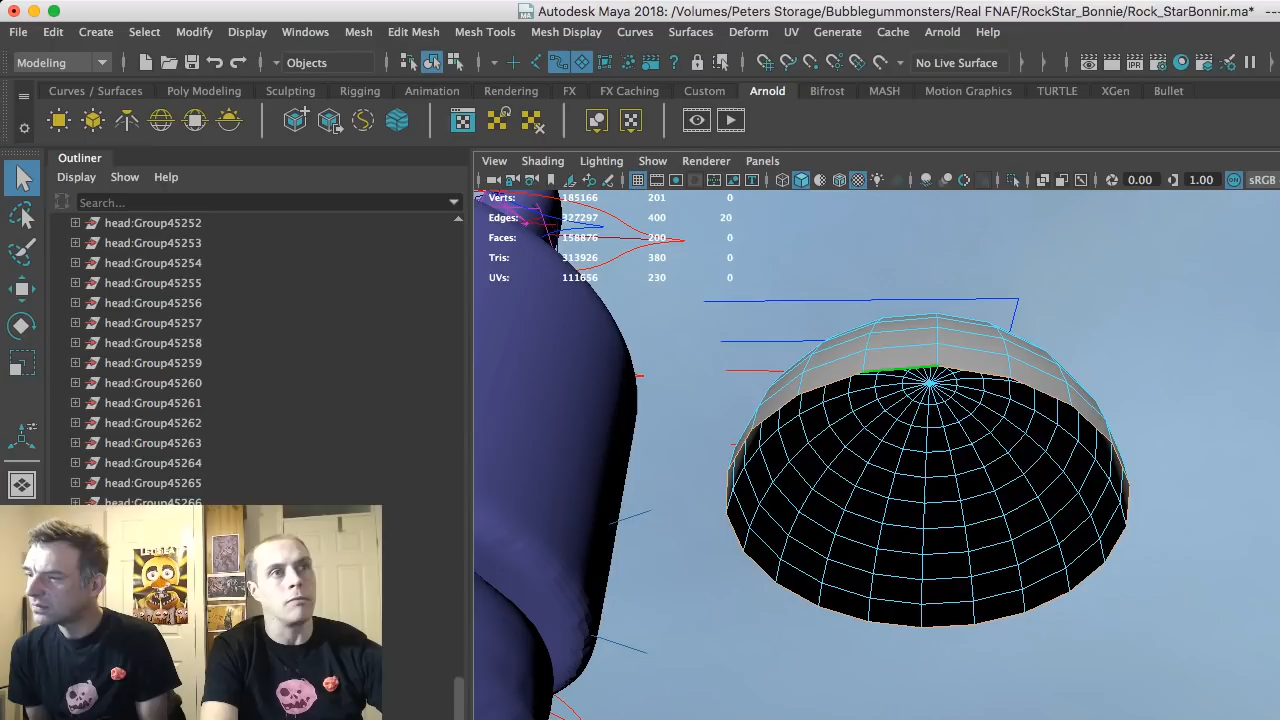 Autodesk Maya 2018: /Volumes/Peters Storage/Bubblegummonsters/Real FNAF/RockStar_Bonnie/Rock_StarBonnir.ma* ---
File Edit Create Select Modify Display Windows Mesh Edit Mesh Mesh Tools Mesh Display Curves Surfaces Deform UV Generate Cache Arnold Help
Modeling Objects No Live Surface
Curves / Surfaces Poly Modeling Sculpting Rigging Animation Rendering FX FX Caching Custom Arnold Bifrost MASH Motion Graphics TURTLE XGen Bullet
Outliner
Display Show Help
Search...
head:Group45252
head:Group45253
head:Group45254
head:Group45255
head:Group45256
head:Group45257
head:Group45258
head:Group45259
head:Group45260
head:Group45261
head:Group45262
head:Group45263
head:Group45264
head:Group45265
head:Group45266
View Shading Lighting Show Renderer Panels
0.00 1.00 sRGB
Verts: 185166 201 0
Edges: 327297 400 20
Faces: 158876 200 0
Tris: 313926 380 0
UVs: 111656 230 0
LET'S EAT